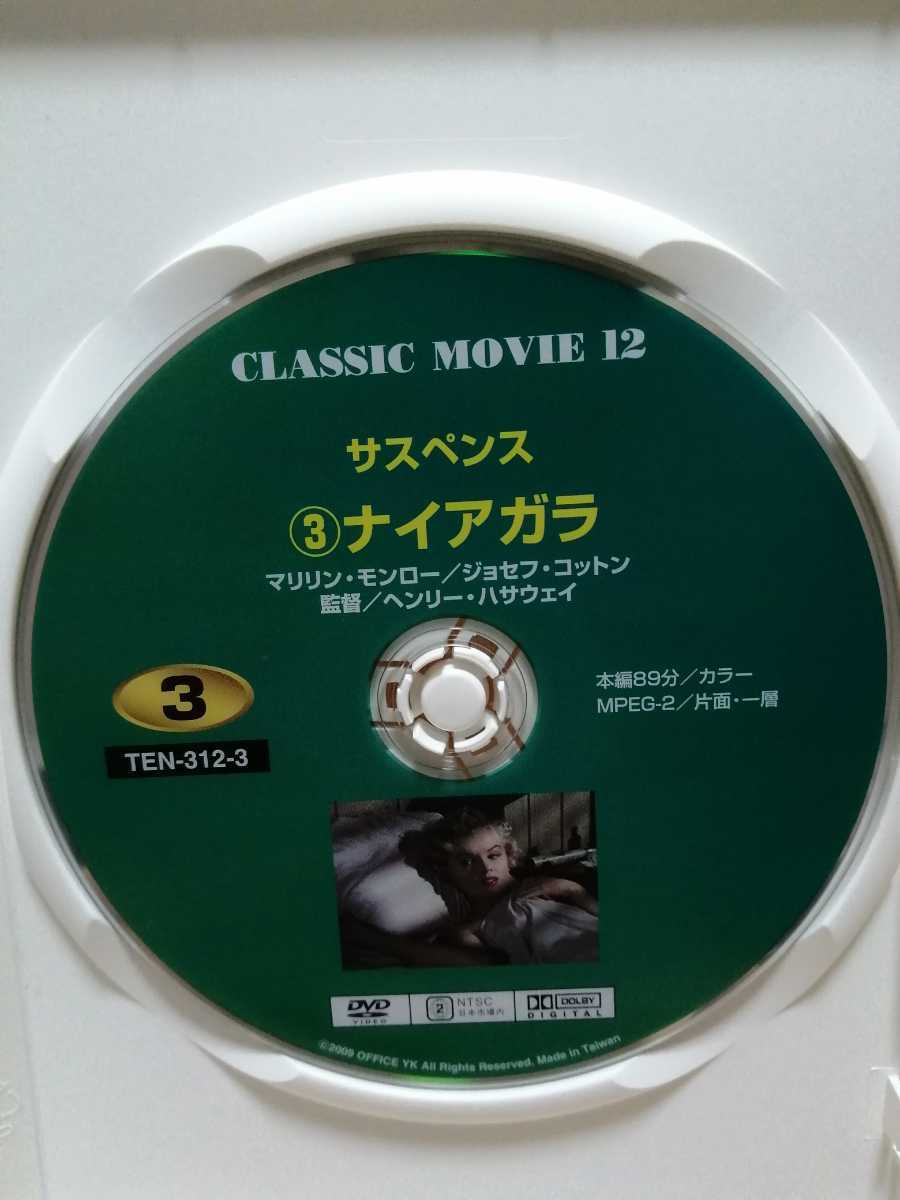 CLASSIC MOVIE 12
サスペンス
③ナイアガラ
マリリン・モンロー／ジョセフ・コットン
監督／ヘンリー・ハサウェイ
3
TEN-312-3
本編89分／カラー
MPEG-2／片面・一層
DVD
VIDEO
2
NTSC
日本市場内
DOLBY
DIGITAL
©2009 OFFICE YK All Rights Reserved. Made in Taiwan